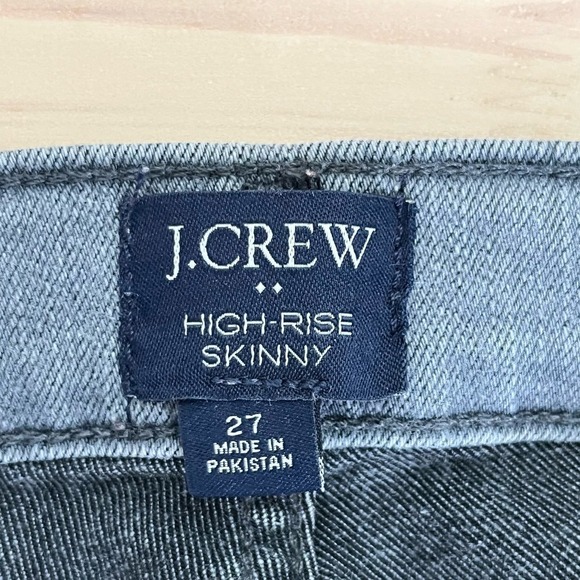 J.CREW
HIGH-RISE
SKINNY
27
MADE IN
PAKISTAN